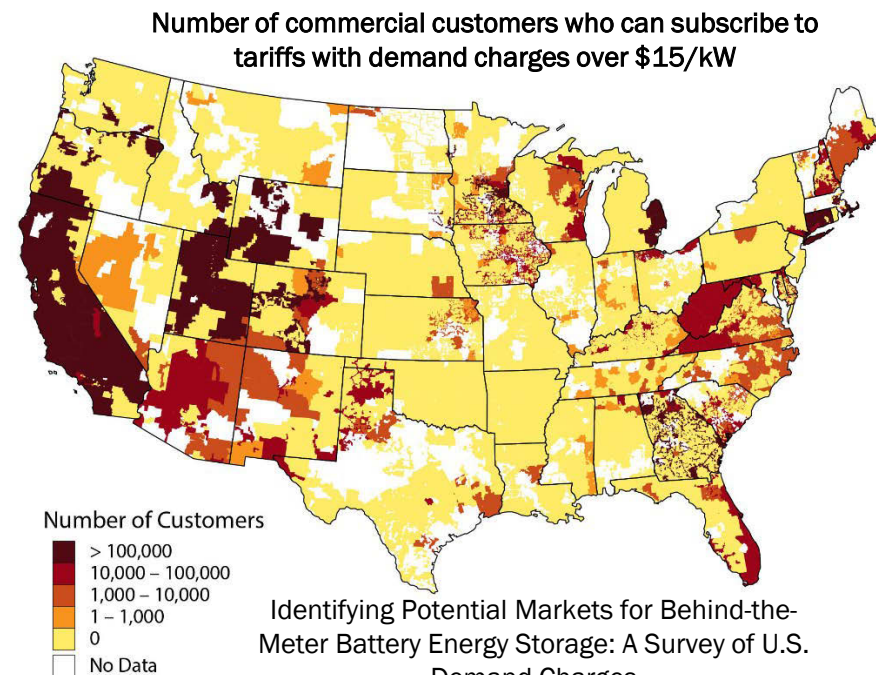 Number of commercial customers who can subscribe to
tariffs with demand charges over $15/kW
Number of Customers
> 100,000
10,000 – 100,000
1,000 – 10,000
1 – 1,000
0
No Data
Identifying Potential Markets for Behind-the-
Meter Battery Energy Storage: A Survey of U.S.
Demand Charges